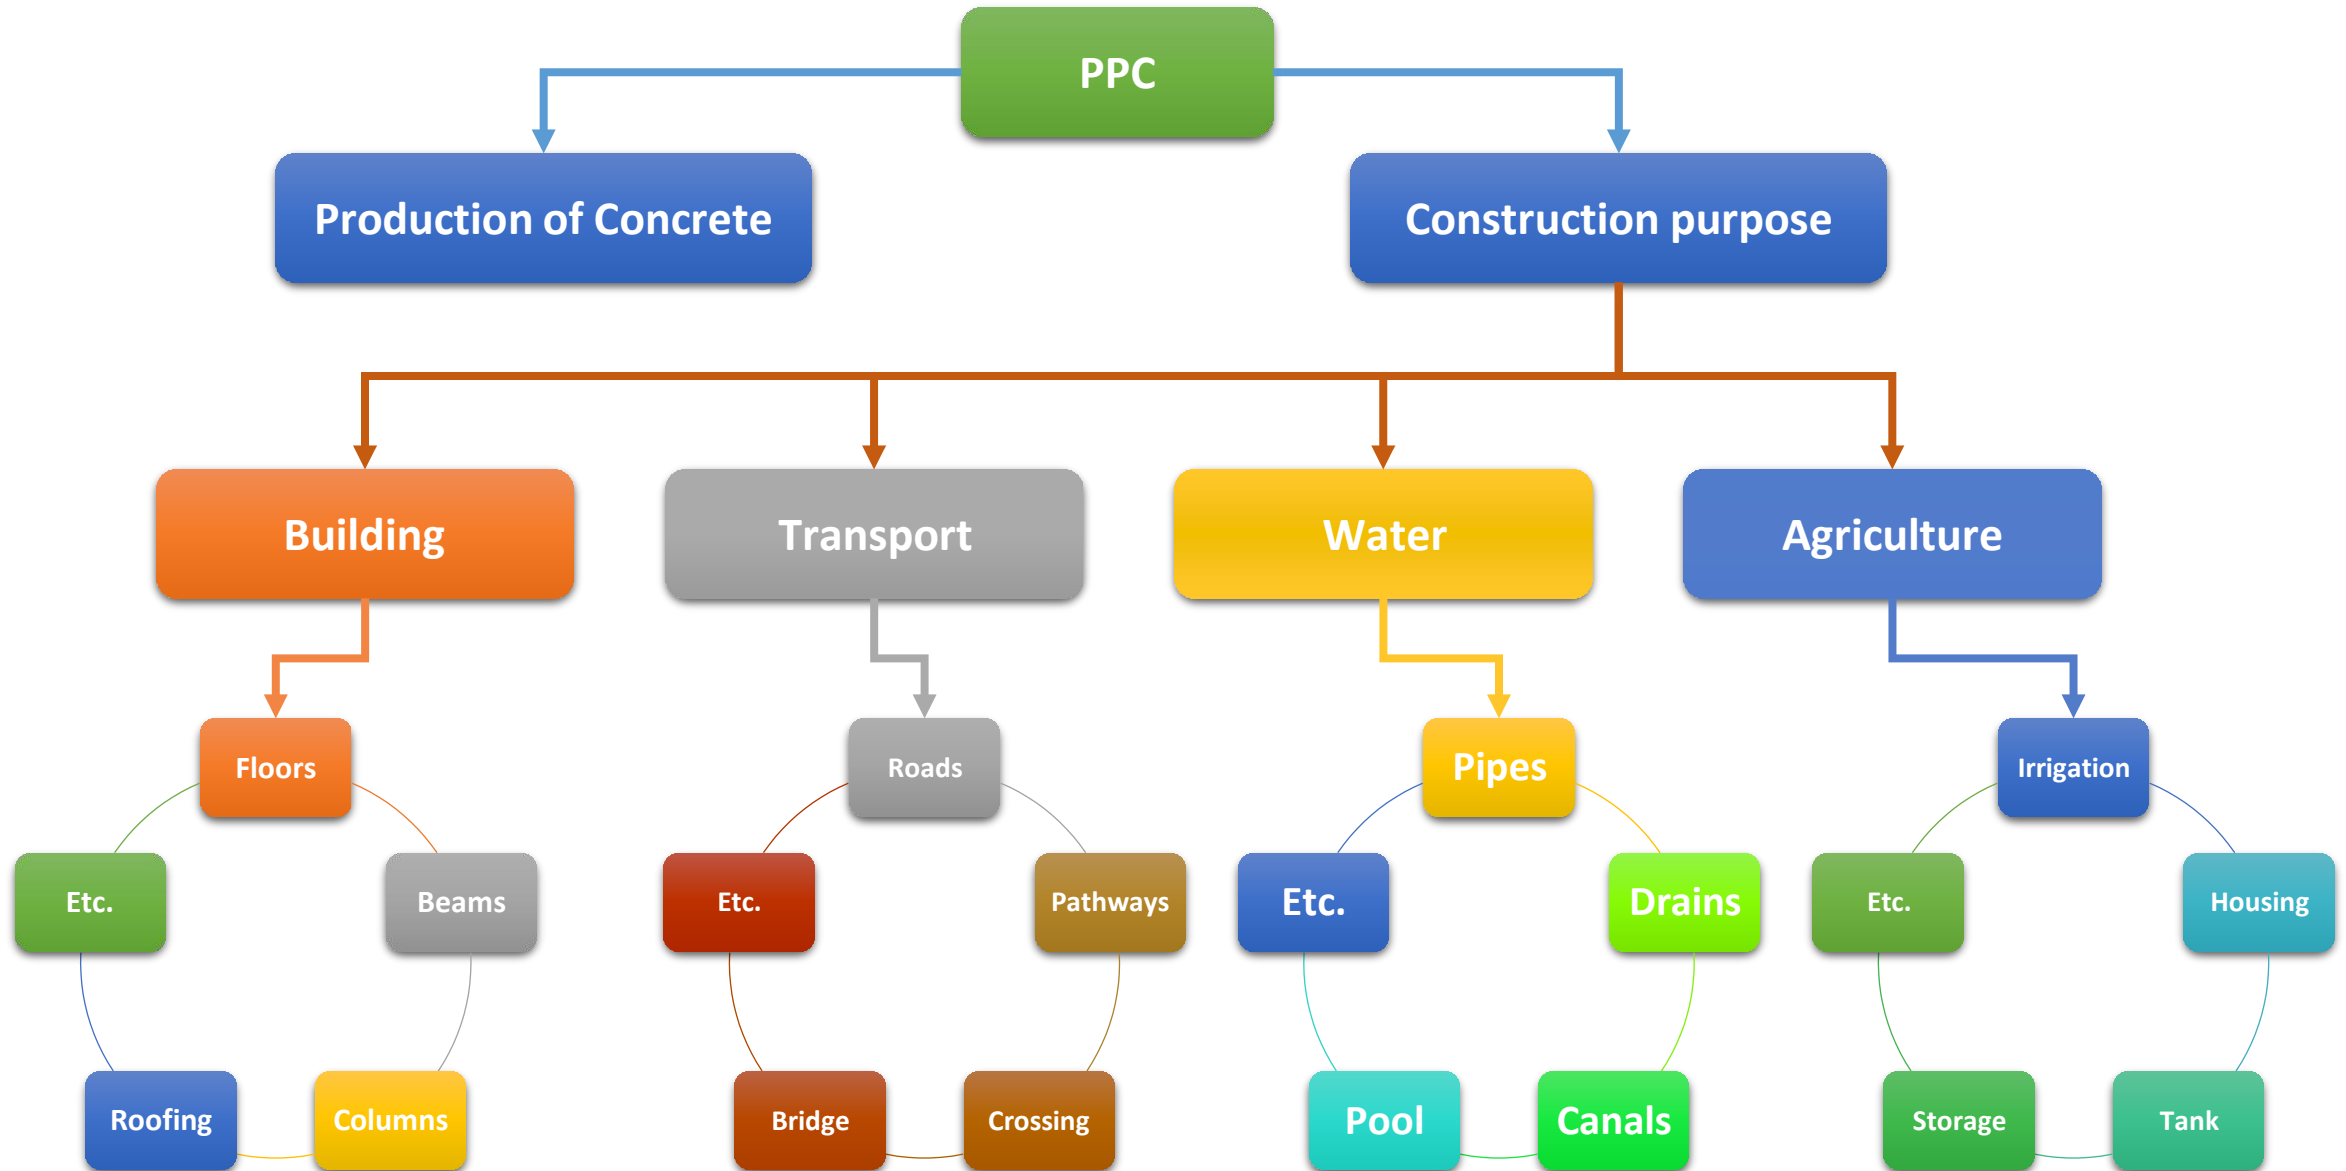 PPC
Production of Concrete
Construction purpose
Building
Transport
Water
Agriculture
Floors
Beams
Columns
Roofing
Etc.
Roads
Pathways
Crossing
Bridge
Etc.
Pipes
Drains
Canals
Pool
Etc.
Irrigation
Housing
Tank
Storage
Etc.